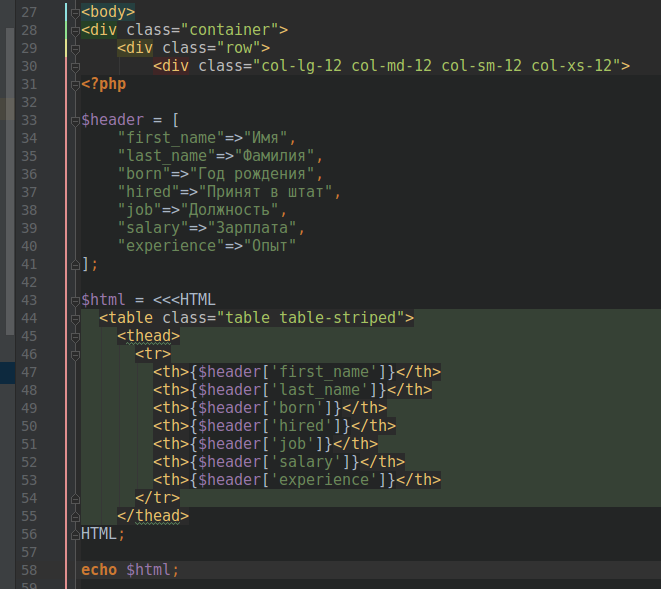 27 <body>
28 <div class="container">
29     <div class="row">
30         <div class="col-lg-12 col-md-12 col-sm-12 col-xs-12">
31 <?php
32
33 $header = [
34     "first_name"=>"Имя",
35     "last_name"=>"Фамилия",
36     "born"=>"Год рождения",
37     "hired"=>"Принят в штат",
38     "job"=>"Должность",
39     "salary"=>"Зарплата",
40     "experience"=>"Опыт"
41 ];
42
43 $html = <<<HTML
44   <table class="table table-striped">
45     <thead>
46       <tr>
47         <th>{$header['first_name']}</th>
48         <th>{$header['last_name']}</th>
49         <th>{$header['born']}</th>
50         <th>{$header['hired']}</th>
51         <th>{$header['job']}</th>
52         <th>{$header['salary']}</th>
53         <th>{$header['experience']}</th>
54       </tr>
55     </thead>
56 HTML;
57
58 echo $html;
59